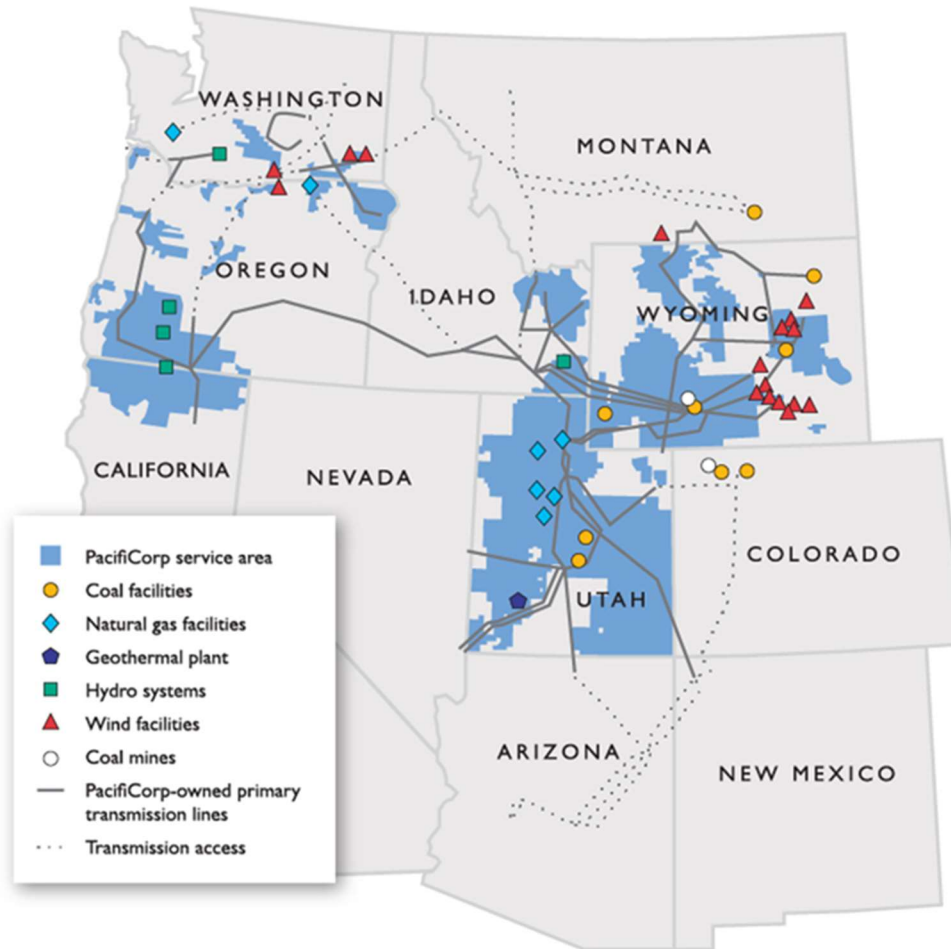 WASHINGTON
MONTANA
OREGON
IDAHO
WYOMING
CALIFORNIA
NEVADA
COLORADO
UTAH
ARIZONA
NEW MEXICO
PacifiCorp service area
Coal facilities
Natural gas facilities
Geothermal plant
Hydro systems
Wind facilities
Coal mines
PacifiCorp-owned primary
transmission lines
Transmission access